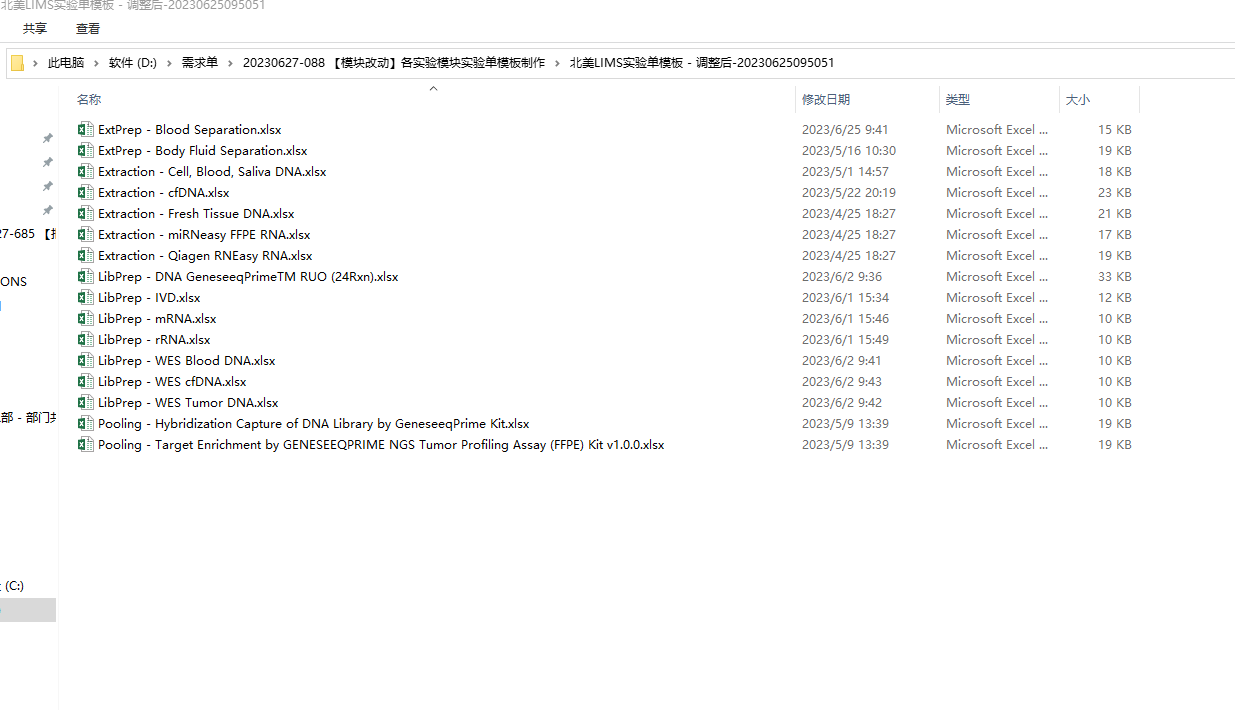 北美LIMS实验单模板 - 调整后-20230625095051
共享 查看
此电脑 › 软件 (D:) › 需求单 › 20230627-088 【模块改动】各实验模块实验单模板制作 › 北美LIMS实验单模板 - 调整后-20230625095051
名称 修改日期 类型 大小
ExtPrep - Blood Separation.xlsx 2023/6/25 9:41 Microsoft Excel ... 15 KB
ExtPrep - Body Fluid Separation.xlsx 2023/5/16 10:30 Microsoft Excel ... 19 KB
Extraction - Cell, Blood, Saliva DNA.xlsx 2023/5/1 14:57 Microsoft Excel ... 18 KB
Extraction - cfDNA.xlsx 2023/5/22 20:19 Microsoft Excel ... 23 KB
Extraction - Fresh Tissue DNA.xlsx 2023/4/25 18:27 Microsoft Excel ... 21 KB
27-685 【 Extraction - miRNeasy FFPE RNA.xlsx 2023/4/25 18:27 Microsoft Excel ... 17 KB
Extraction - Qiagen RNEasy RNA.xlsx 2023/4/25 18:27 Microsoft Excel ... 19 KB
ONS LibPrep - DNA GeneseeqPrimeTM RUO (24Rxn).xlsx 2023/6/2 9:36 Microsoft Excel ... 33 KB
LibPrep - IVD.xlsx 2023/6/1 15:34 Microsoft Excel ... 12 KB
LibPrep - mRNA.xlsx 2023/6/1 15:46 Microsoft Excel ... 10 KB
LibPrep - rRNA.xlsx 2023/6/1 15:49 Microsoft Excel ... 10 KB
LibPrep - WES Blood DNA.xlsx 2023/6/2 9:41 Microsoft Excel ... 10 KB
LibPrep - WES cfDNA.xlsx 2023/6/2 9:43 Microsoft Excel ... 10 KB
LibPrep - WES Tumor DNA.xlsx 2023/6/2 9:42 Microsoft Excel ... 10 KB
部 - 部门 Pooling - Hybridization Capture of DNA Library by GeneseeqPrime Kit.xlsx 2023/5/9 13:39 Microsoft Excel ... 19 KB
Pooling - Target Enrichment by GENESEEQPRIME NGS Tumor Profiling Assay (FFPE) Kit v1.0.0.xlsx 2023/5/9 13:39 Microsoft Excel ... 19 KB
(C:)